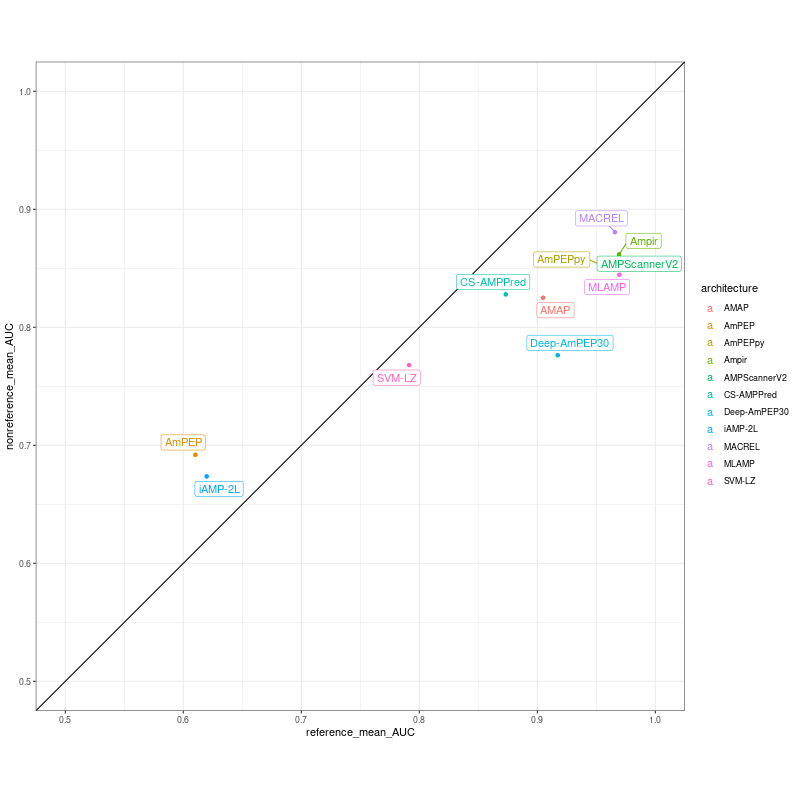 1.0
0.9
0.8
0.7
0.6
0.5
nonreference_mean_AUC
MACREL
Ampir
AmPEPpy
AMPScannerV2
CS-AMPPred
MLAMP
AMAP
Deep-AmPEP30
SVM-LZ
AmPEP
iAMP-2L
0.5 0.6 0.7 0.8 0.9 1.0
reference_mean_AUC
architecture
a AMAP
a AmPEP
a AmPEPpy
a Ampir
a AMPScannerV2
a CS-AMPPred
a Deep-AmPEP30
a iAMP-2L
a MACREL
a MLAMP
a SVM-LZ